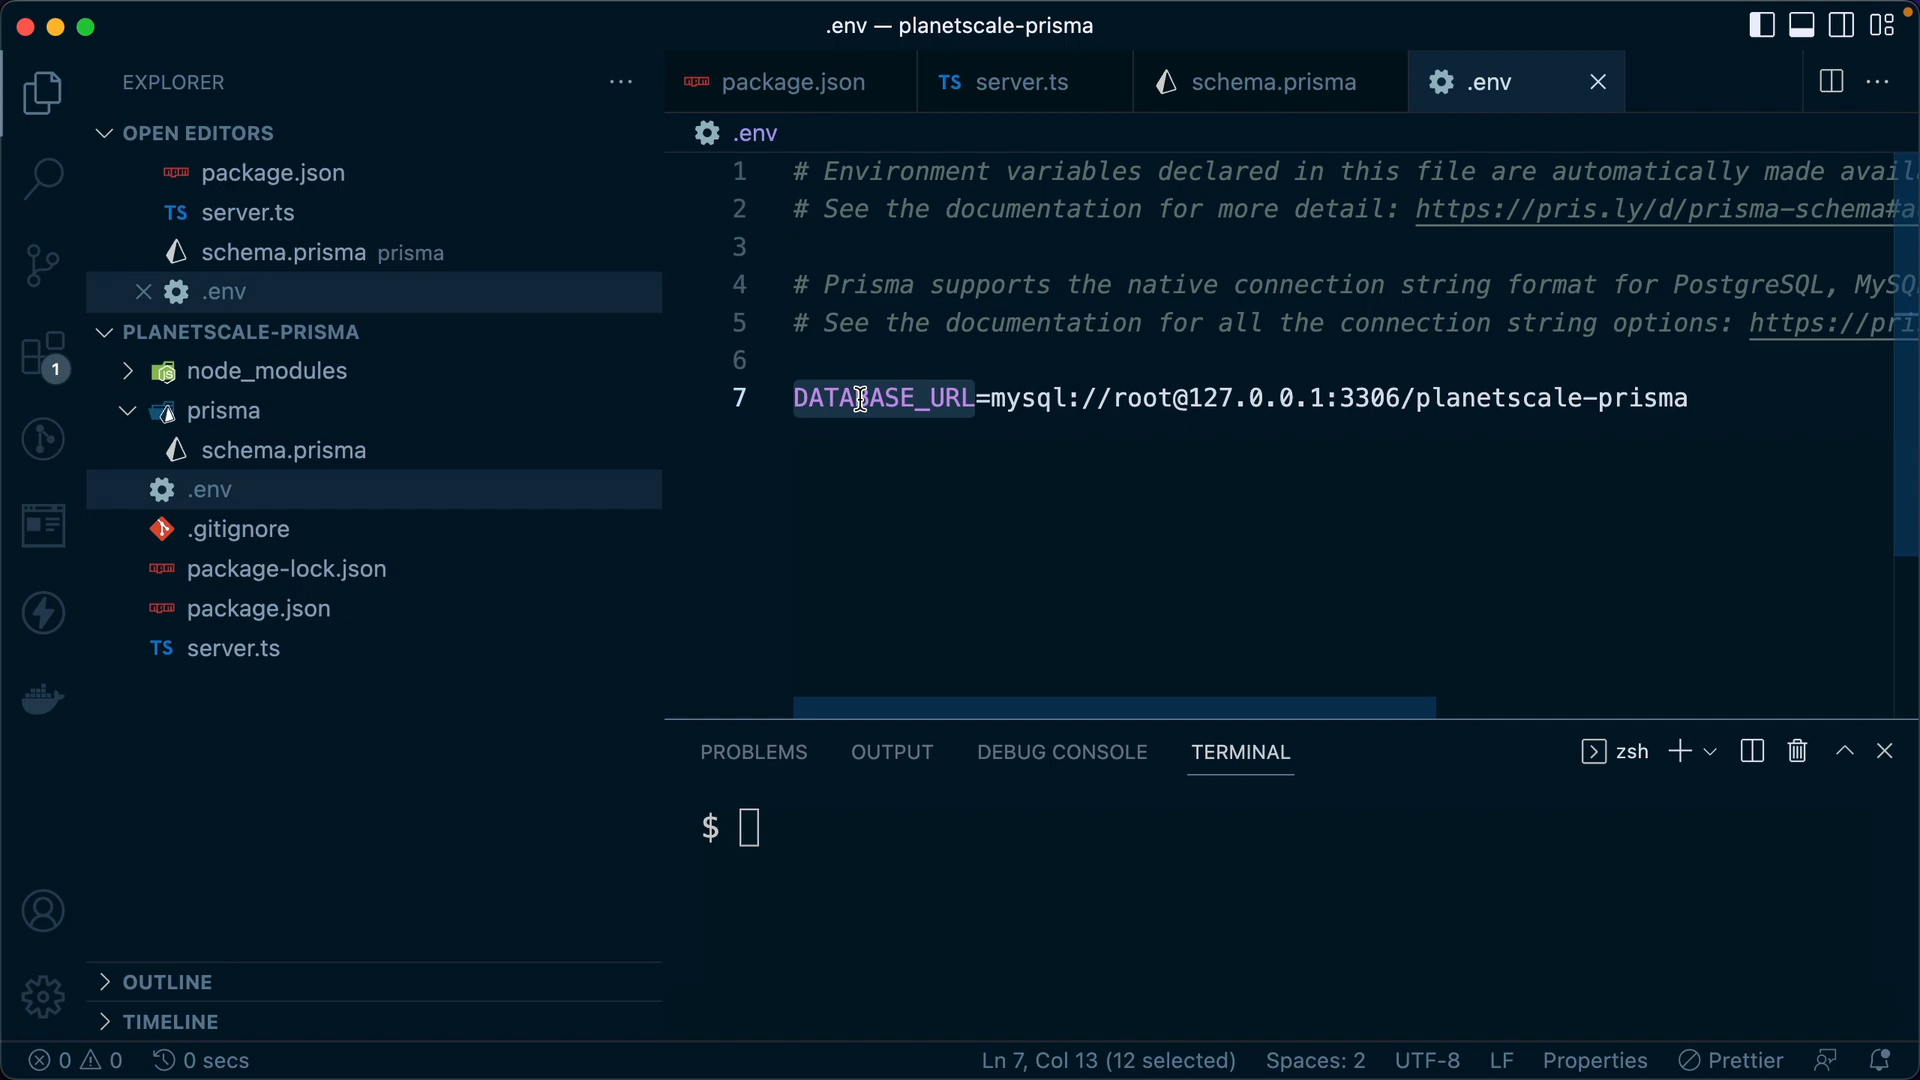 .env — planetscale-prisma
EXPLORER
OPEN EDITORS
package.json
TS server.ts
schema.prisma prisma
.env
PLANETSCALE-PRISMA
node_modules
prisma
schema.prisma
.env
.gitignore
package-lock.json
package.json
TS server.ts
OUTLINE
TIMELINE
1
package.json
TS server.ts
schema.prisma
.env
.env
1 # Environment variables declared in this file are automatically made avail
2 # See the documentation for more detail: https://pris.ly/d/prisma-schema#a
3
4 # Prisma supports the native connection string format for PostgreSQL, MySQ
5 # See the documentation for all the connection string options: https://pri
6
7 DATABASE_URL=mysql://root@127.0.0.1:3306/planetscale-prisma
PROBLEMS OUTPUT DEBUG CONSOLE TERMINAL zsh
$
0 0 0 secs Ln 7, Col 13 (12 selected) Spaces: 2 UTF-8 LF Properties Prettier